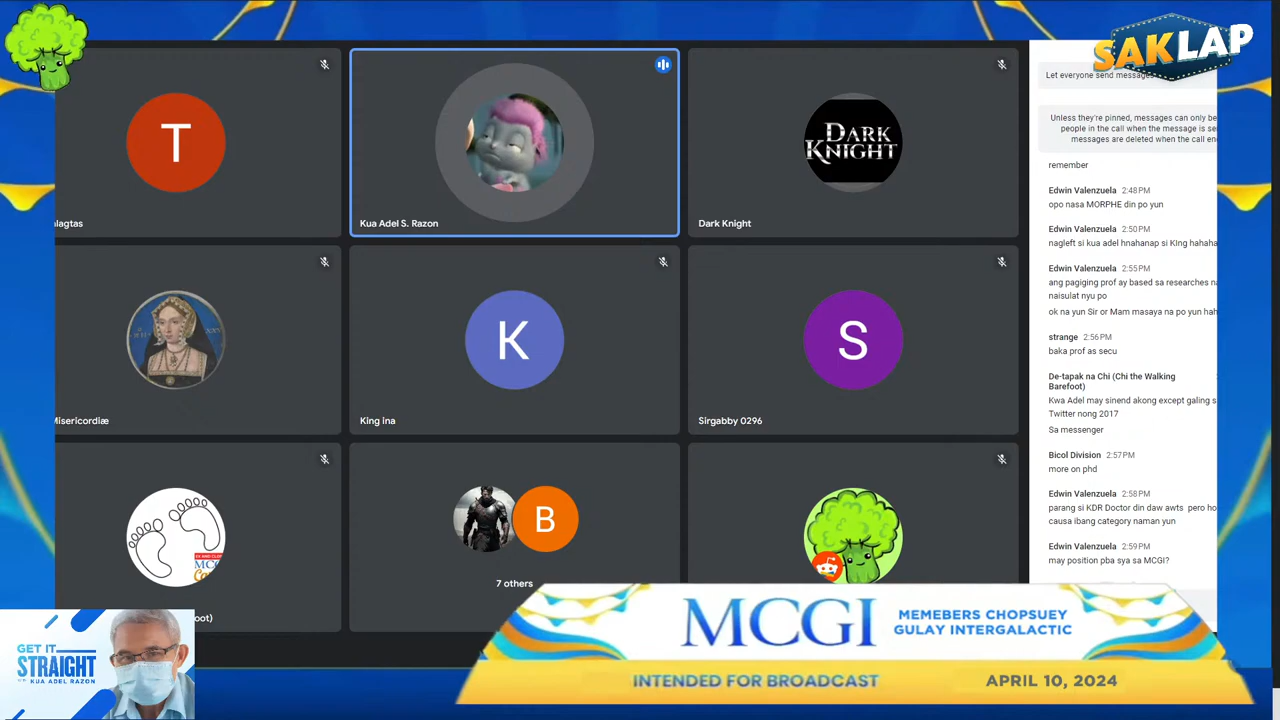 SAKLAP
T
alagtas
Kua Adel S. Razon
DARK
KNIGHT
Dark Knight
Misericordiæ
K
King ina
S
Sirgabby 0296
EX MIND CLUB
MC
oot)
B
7 others
Let everyone send messages
Unless they're pinned, messages can only be
people in the call when the message is se
messages are deleted when the call en
remember
Edwin Valenzuela 2:48 PM
opo nasa MORPHE din po yun
Edwin Valenzuela 2:50 PM
nagleft si kua adel hnahanap si KIng hahaha
Edwin Valenzuela 2:55 PM
ang pagiging prof ay based sa researches na
naisulat nyu po
ok na yun Sir or Mam masaya na po yun hah
strange 2:56 PM
baka prof as secu
De-tapak na Chi (Chi the Walking
Barefoot)
Kwa Adel may sinend akong except galing s
Twitter nong 2017
Sa messenger
Bicol Division 2:57 PM
more on phd
Edwin Valenzuela 2:58 PM
parang si KDR Doctor din daw awts pero ho
causa ibang category naman yun
Edwin Valenzuela 2:59 PM
may position pba sya sa MCGI?
GET IT
STRAIGHT
KUA ADEL RAZON
MCGI
MEMEBERS CHOPSUEY
GULAY INTERGALACTIC
INTENDED FOR BROADCAST
APRIL 10, 2024